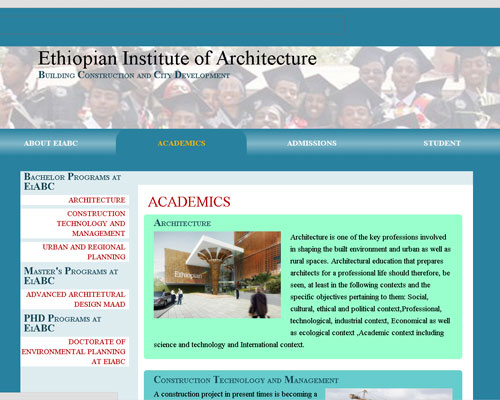 Ethiopian Institute of Architecture
Building Construction and City Development
ABOUT EIABC
ACADEMICS
ADMISSIONS
STUDENT
Bachelor Programs at
EiABC
ARCHITECTURE
CONSTRUCTION
TECHNOLOGY AND
MANAGEMENT
URBAN AND REGIONAL
PLANNING
Master's Programs at
EiABC
ADVANCED ARCHITETURAL
DESIGN MAAD
PHD Programs at
EiABC
DOCTORATE OF
ENVIRONMENTAL PLANNING
AT EIABC
ACADEMICS
Architecture
Ethiopian
Architecture is one of the key professions involved
in shaping the built environment and urban as well as
rural spaces. Architectural education that prepares
architects for a professional life should therefore, be
seen, at least in the following contexts and the
specific objectives pertaining to them: Social,
cultural, ethical and political context,Professional,
technological, industrial context, Economical as well
as ecological context ,Academic context including
science and technology and International context.
Construction Technology and Management
A construction project in present times is becoming a